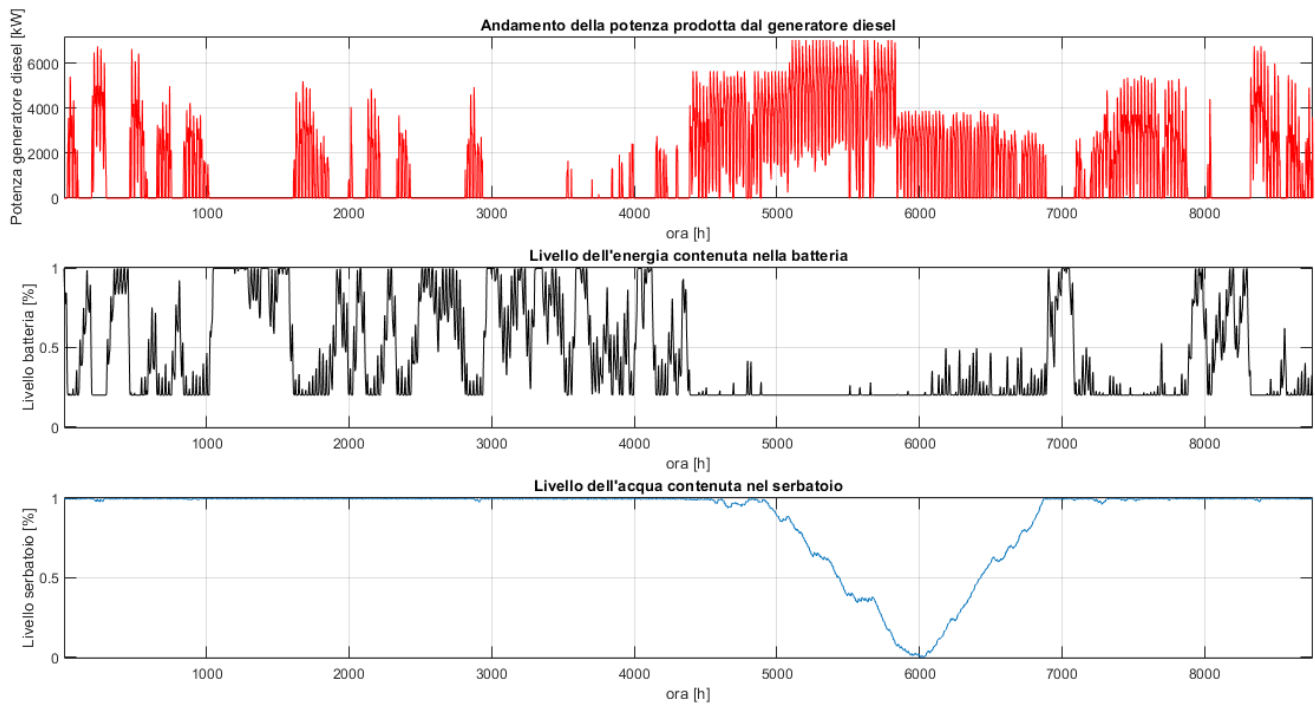 Andamento della potenza prodotta dal generatore diesel
Potenza generatore diesel [kW]
6000
4000
2000
0
1000 2000 3000 4000 5000 6000 7000 8000
ora [h]
Livello dell'energia contenuta nella batteria
Livello batteria [%]
1
0.5
0
1000 2000 3000 4000 5000 6000 7000 8000
ora [h]
Livello dell'acqua contenuta nel serbatoio
Livello serbatoio [%]
1
0.5
0
1000 2000 3000 4000 5000 6000 7000 8000
ora [h]